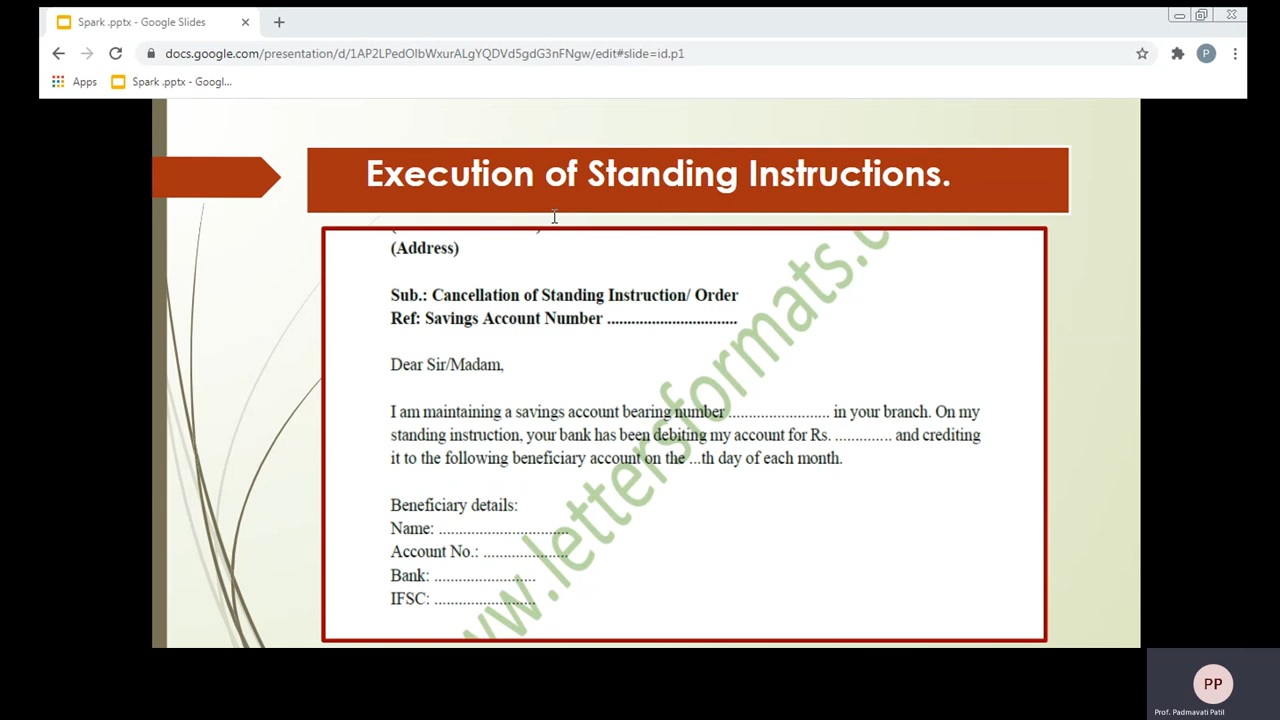 Spark .pptx - Google Slides
docs.google.com/presentation/d/1AP2LPedOlbWxurALgYQDVd5gdG3nFNgw/edit#slide=id.p1
P
Apps
Spark .pptx - Googl...
Execution of Standing Instructions.
(Address)
Sub.: Cancellation of Standing Instruction/ Order
Ref: Savings Account Number ................................
Dear Sir/Madam,
I am maintaining a savings account bearing number ......................... in your branch. On my
standing instruction, your bank has been debiting my account for Rs. .............. and crediting
it to the following beneficiary account on the ...th day of each month.
Beneficiary details:
Name: ................................
Account No.: .....................
Bank: .........................
IFSC: .........................
www.lettersformats.c
PP
Prof. Padmavati Patil